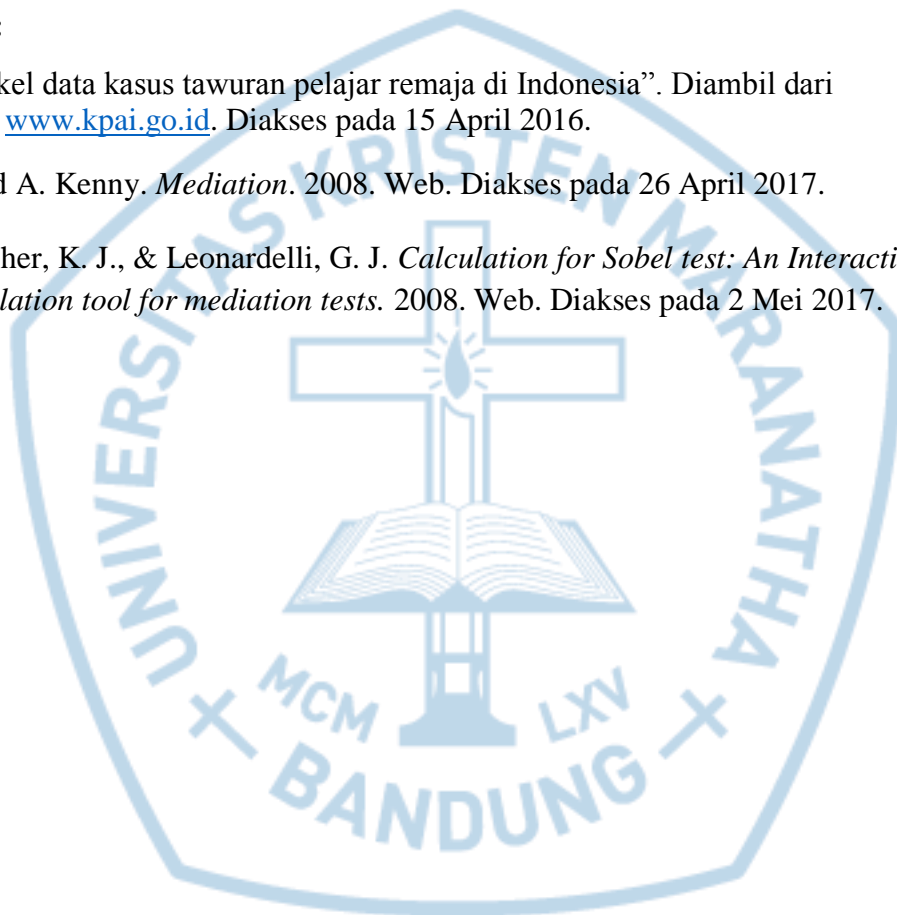 :
kel data kasus tawuran pelajar remaja di Indonesia”. Diambil dari
www.kpai.go.id. Diakses pada 15 April 2016.
d A. Kenny. Mediation. 2008. Web. Diakses pada 26 April 2017.
her, K. J., & Leonardelli, G. J. Calculation for Sobel test: An Interacti
lation tool for mediation tests. 2008. Web. Diakses pada 2 Mei 2017.
UNIVERSITAS KRISTEN MARANATHA
MCM LXV
BANDUNG